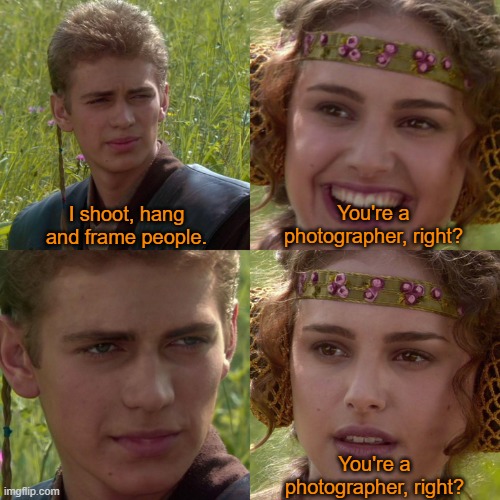 I shoot, hang
and frame people.
You're a
photographer, right?
You're a
photographer, right?
imgflip.com